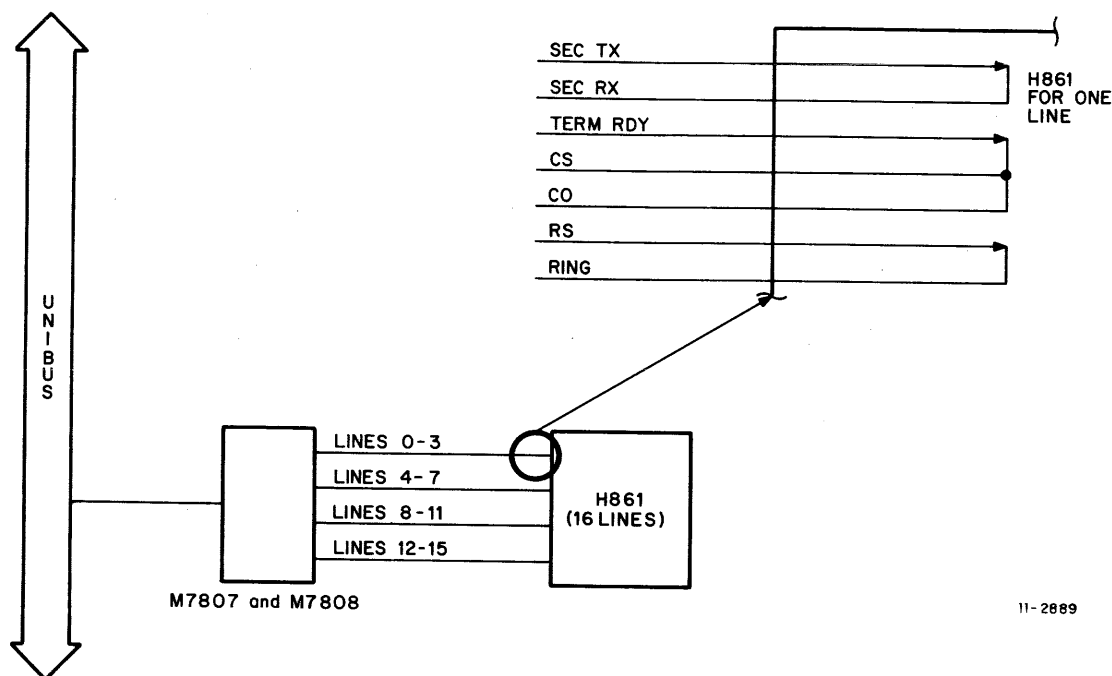 SEC TX
SEC RX
TERM RDY
CS
CO
RS
RING
H861
FOR ONE
LINE
UNIBUS
LINES 0-3
LINES 4-7
LINES 8-11
LINES 12-15
H861
(16 LINES)
M7807 and M7808
11-2889